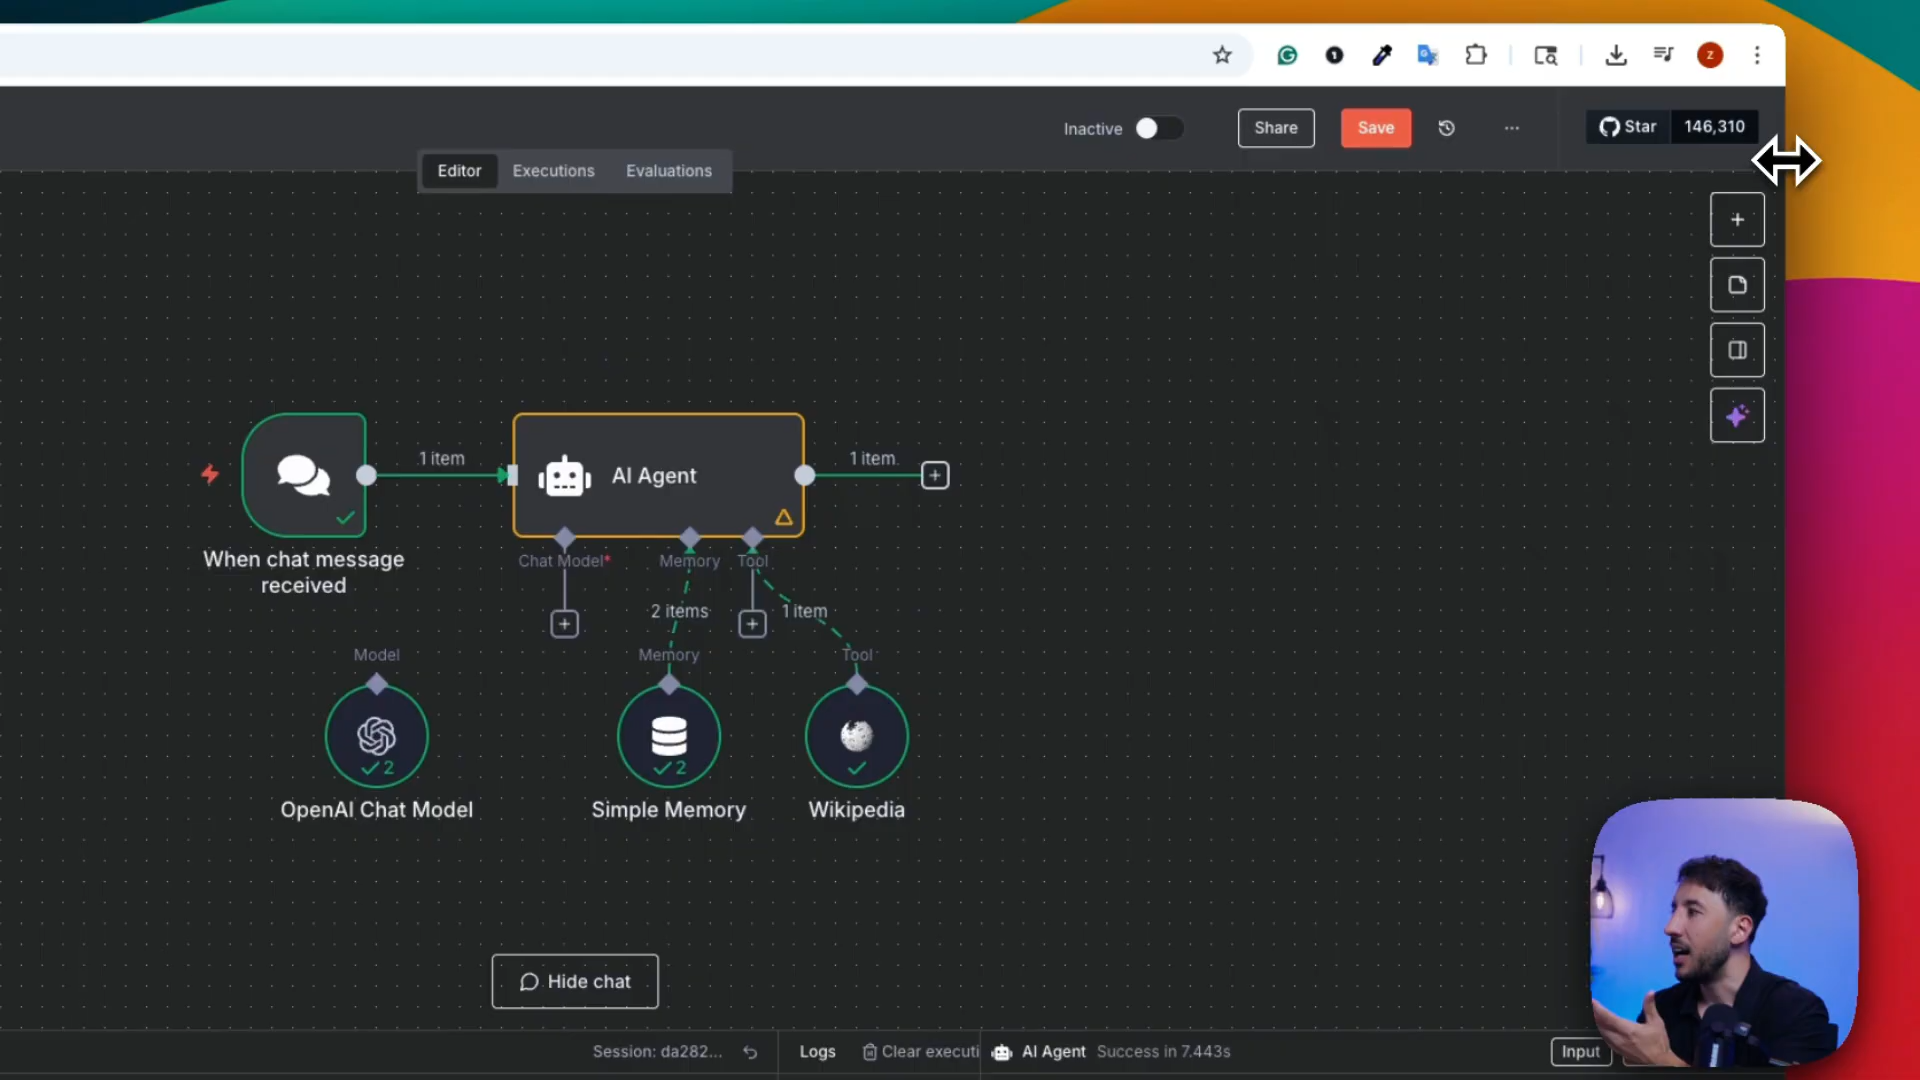 Inactive
Share
Save
Star
146,310
Editor
Executions
Evaluations
1 item
AI Agent
1 item
When chat message
received
Chat Model*
Memory
Tool
2 items
1 item
Model
Memory
Tool
2
2
OpenAI Chat Model
Simple Memory
Wikipedia
Hide chat
Session: da282...
Logs
Clear executi
AI Agent
Success in 7.443s
Input
Z